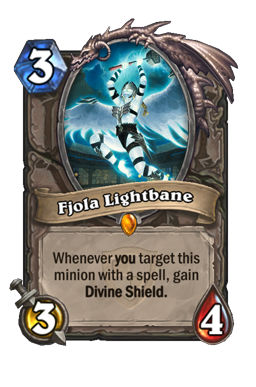 3
Fjola Lightbane
Whenever you target this
minion with a spell, gain
Divine Shield.
3
4